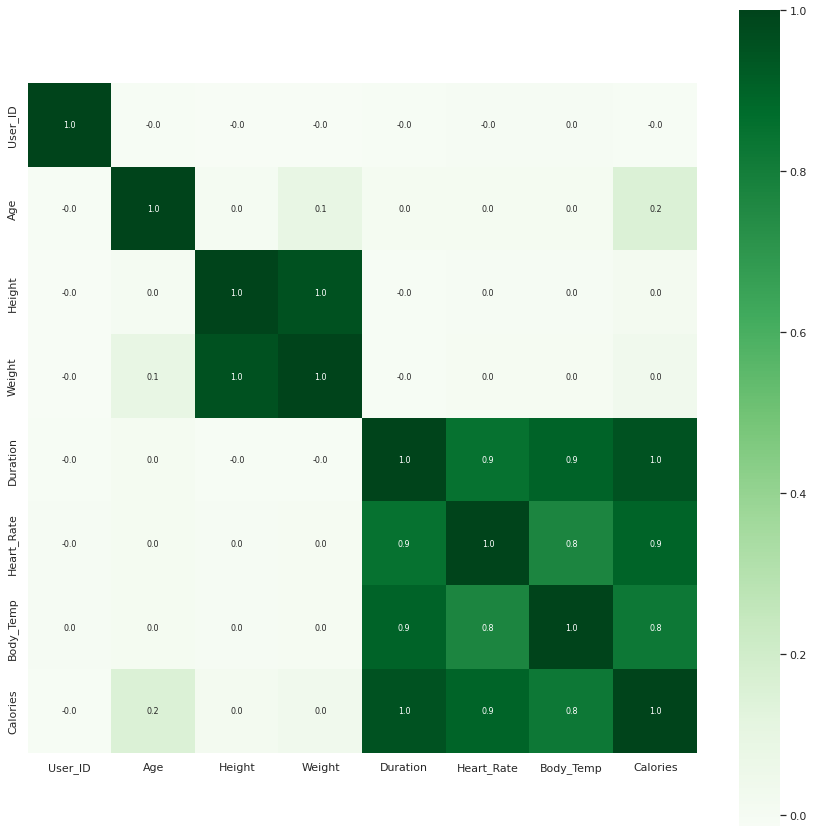 1.0
User_ID 1.0 -0.0 -0.0 -0.0 -0.0 -0.0 0.0 -0.0
Age -0.0 1.0 0.0 0.1 0.0 0.0 0.0 0.2
0.8
Height -0.0 0.0 1.0 1.0 -0.0 0.0 0.0 0.0
0.6
Weight -0.0 0.1 1.0 1.0 -0.0 0.0 0.0 0.0
Duration -0.0 0.0 -0.0 -0.0 1.0 0.9 0.9 1.0
0.4
Heart_Rate -0.0 0.0 0.0 0.0 0.9 1.0 0.8 0.9
Body_Temp 0.0 0.0 0.0 0.0 0.9 0.8 1.0 0.8
0.2
Calories -0.0 0.2 0.0 0.0 1.0 0.9 0.8 1.0
User_ID Age Height Weight Duration Heart_Rate Body_Temp Calories
0.0